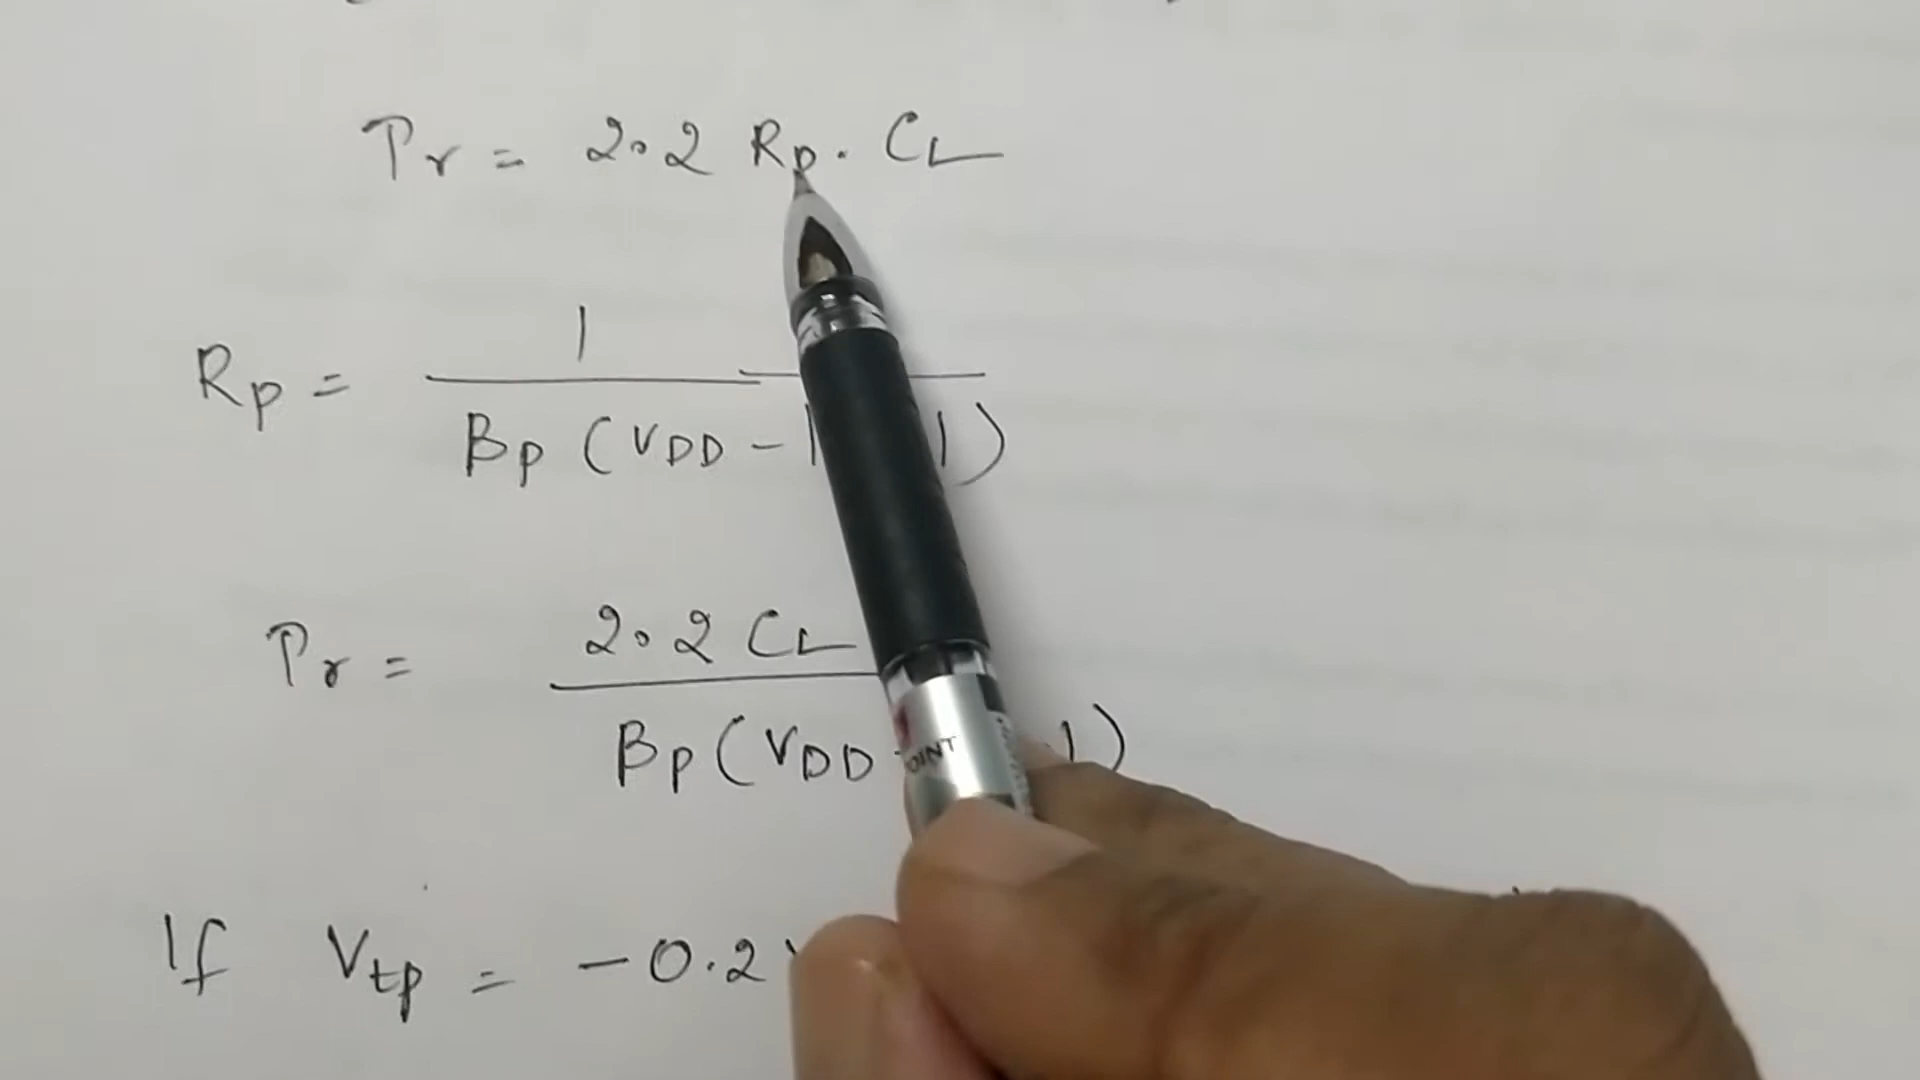 Tr = 2.2 Rp. CL
1
Rp =
Bp (VDD - | |)
2.2 CL
Tr =
Bp (VDD |)
If Vtp = -0.2
OINT